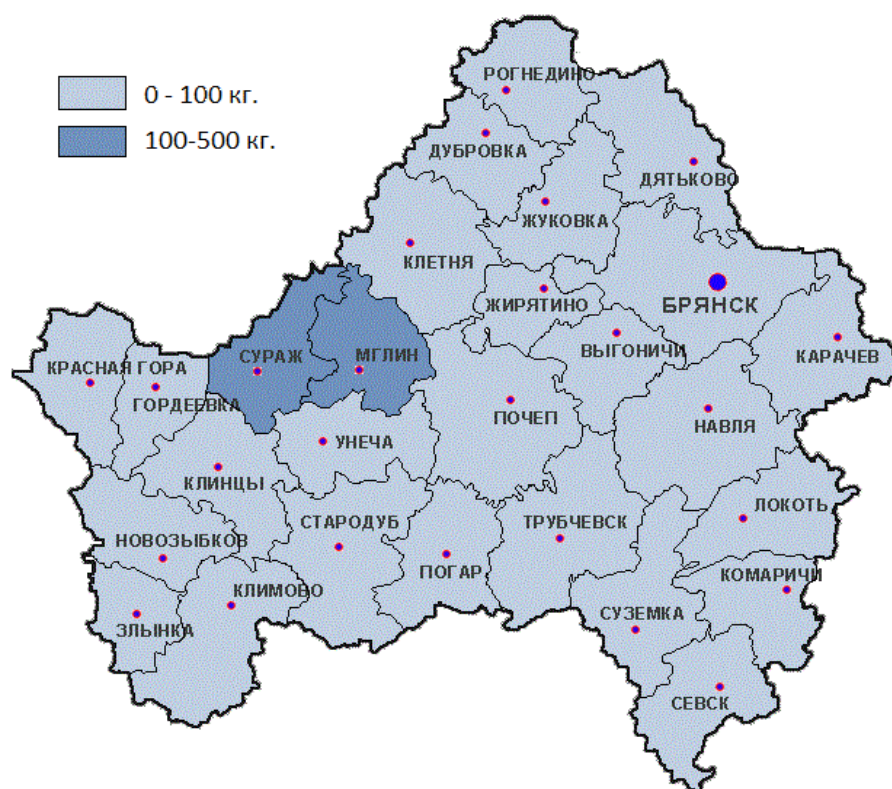 РОГНЕДИНО
0 - 100 кг.
100-500 кг.
ДУБРОВКА
ДЯТЬКОВО
ЖУКОВКА
КЛЕТНЯ
ЖИРЯТИНО
БРЯНСК
СУРАЖ
МГЛИН
ВЫГОНИЧИ
КАРАЧЕВ
КРАСНАЯ ГОРА
ГОРДЕЕВКА
ПОЧЕП
НАВЛЯ
УНЕЧА
КЛИНЦЫ
ЛОКОТЬ
СТАРОДУБ
ТРУБЧЕВСК
НОВОЗЫБКОВ
ПОГАР
КОМАРИЧИ
КЛИМОВО
СУЗЕМКА
ЗЛЫНКА
СЕВСК